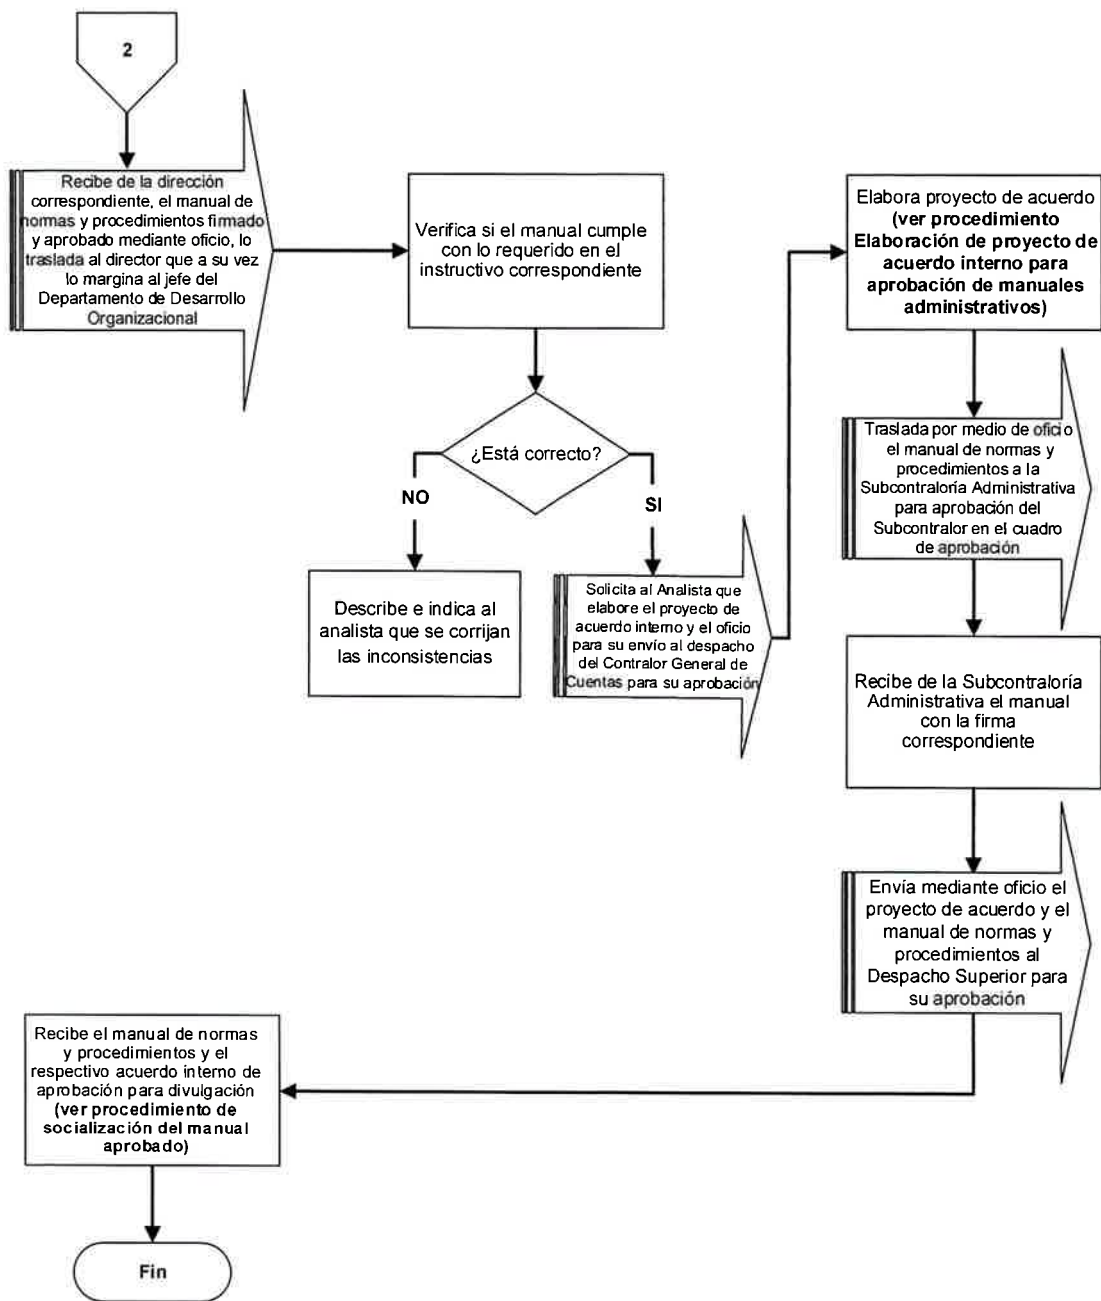 2
Recibe de la dirección
correspondiente, el manual de
normas y procedimientos firmado
y aprobado mediante oficio, lo
traslada al director que a su vez
lo margina al jefe del
Departamento de Desarrollo
Organizacional
Verifica si el manual cumple
con lo requerido en el
instructivo correspondiente
¿Está correcto?
NO
SI
Describe e indica al
analista que se corrijan
las inconsistencias
Solicita al Analista que
elabore el proyecto de
acuerdo interno y el oficio
para su envío al despacho
del Contralor General de
Cuentas para su aprobación
Elabora proyecto de acuerdo
(ver procedimiento
Elaboración de proyecto de
acuerdo interno para
aprobación de manuales
administrativos)
Traslada por medio de oficio
el manual de normas y
procedimientos a la
Subcontraloría Administrativa
para aprobación del
Subcontralor en el cuadro
de aprobación
Recibe de la Subcontraloría
Administrativa el manual
con la firma
correspondiente
Envía mediante oficio el
proyecto de acuerdo y el
manual de normas y
procedimientos al
Despacho Superior para
su aprobación
Recibe el manual de normas
y procedimientos y el
respectivo acuerdo interno de
aprobación para divulgación
(ver procedimiento de
socialización del manual
aprobado)
Fin